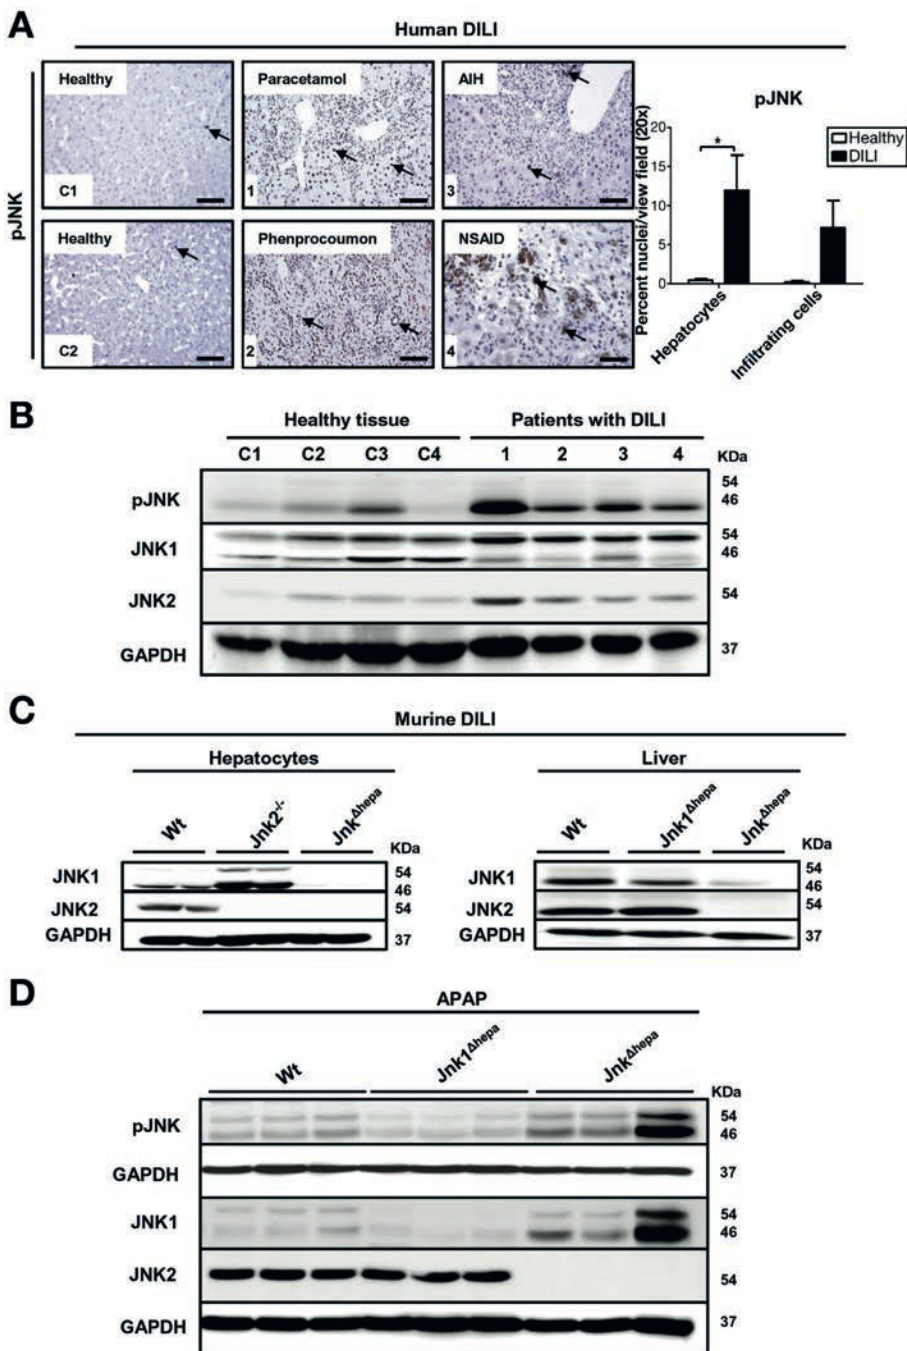 A
Human DILI
pJNK
Healthy
C1
Paracetamol
1
AIH
3
Healthy
C2
Phenprocoumon
2
NSAID
4
pJNK
Percent nuclei/view field (20x)
20
15
10
5
0
*
Healthy
DILI
Hepatocytes
Infiltrating cells
B
Healthy tissue Patients with DILI
C1 C2 C3 C4 1 2 3 4 KDa
pJNK 54
46
JNK1 54
46
JNK2 54
GAPDH 37
C
Murine DILI
Hepatocytes
Wt Jnk2-/- JnkΔhepa
KDa
JNK1 54
46
JNK2 54
GAPDH 37
Liver
Wt Jnk1Δhepa JnkΔhepa
KDa
JNK1 54
46
JNK2 54
GAPDH 37
D
APAP
Wt Jnk1Δhepa JnkΔhepa
KDa
pJNK 54
46
GAPDH 37
JNK1 54
46
JNK2 54
GAPDH 37